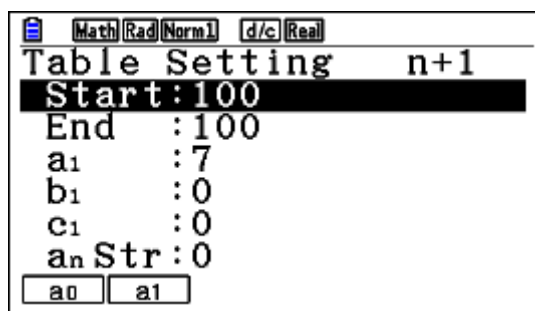 Math Rad Norm1 d/c Real
Table Setting n+1
Start:100
End :100
a1 :7
b1 :0
c1 :0
an Str:0
a0 a1